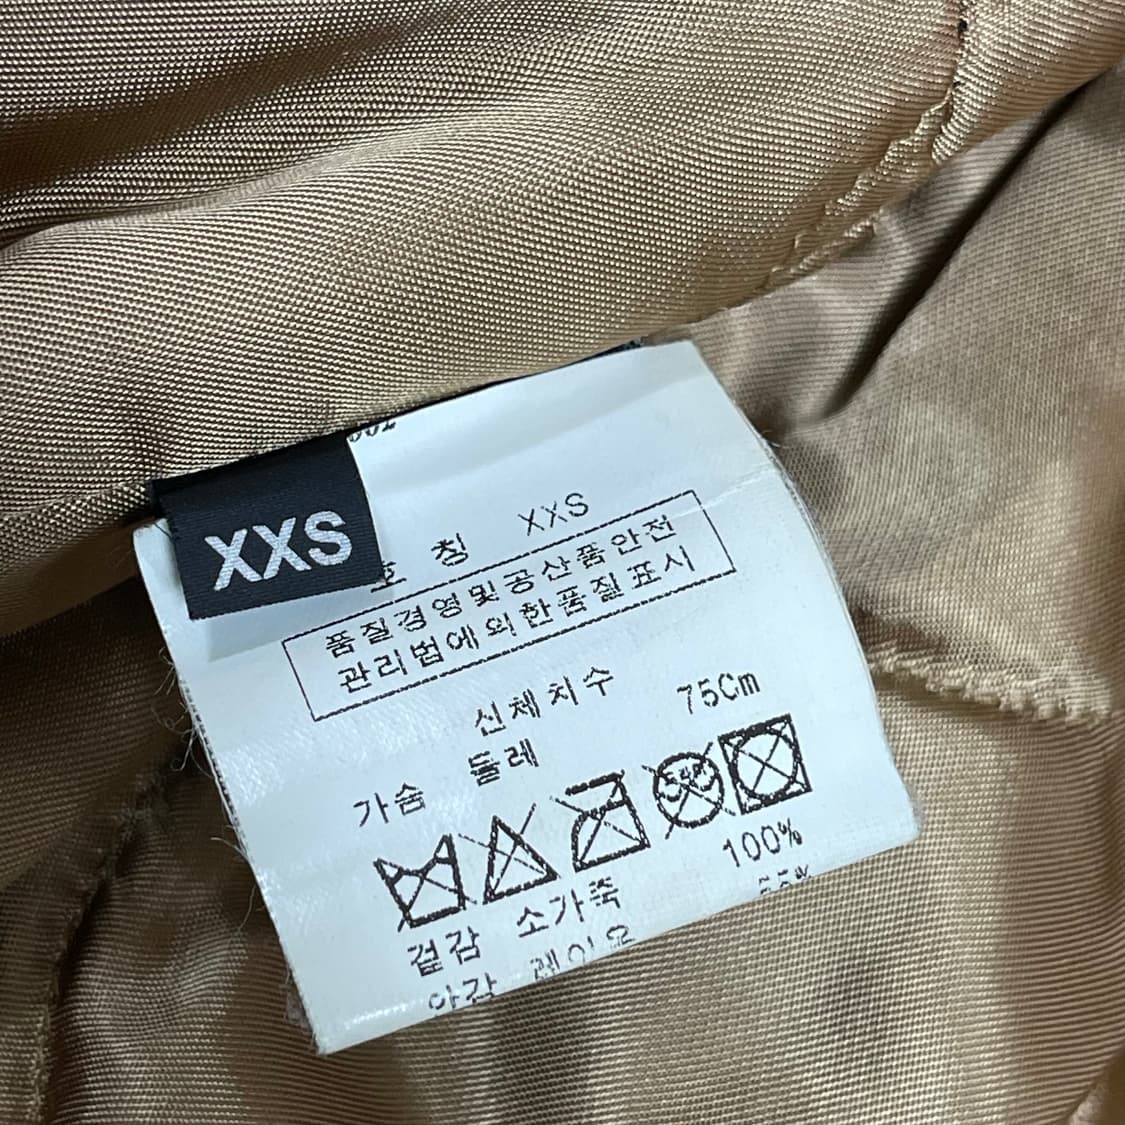 XXS
호 칭 XXS
품질경영및공산품안전
관리법에의한품질표시
신체치수
가슴 둘레 75Cm
겉감 소가죽 100%
안감 레이온